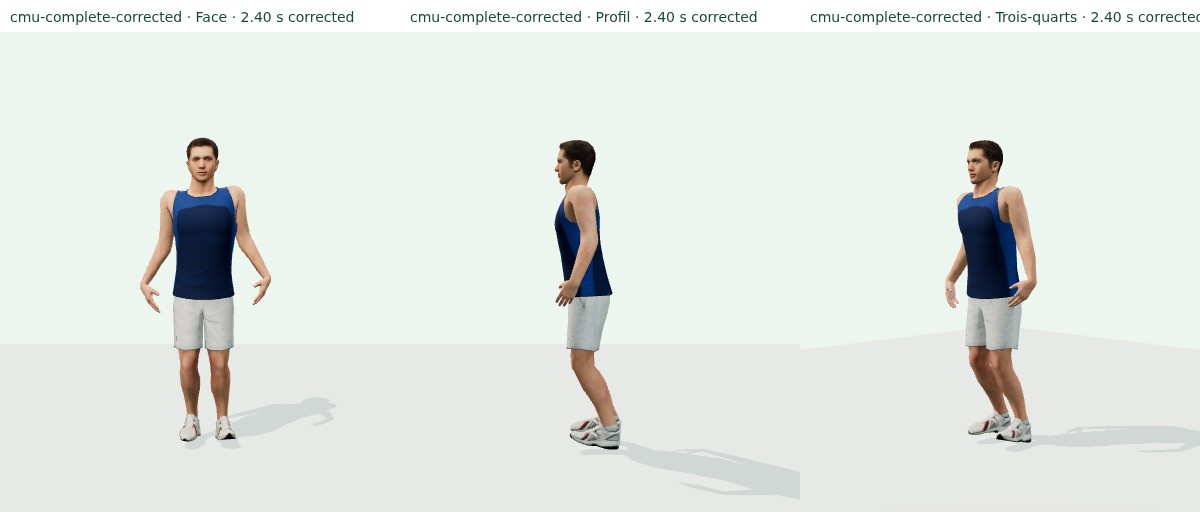 cmu-complete-corrected · Face · 2.40 s corrected
cmu-complete-corrected · Profil · 2.40 s corrected
cmu-complete-corrected · Trois-quarts · 2.40 s corrected